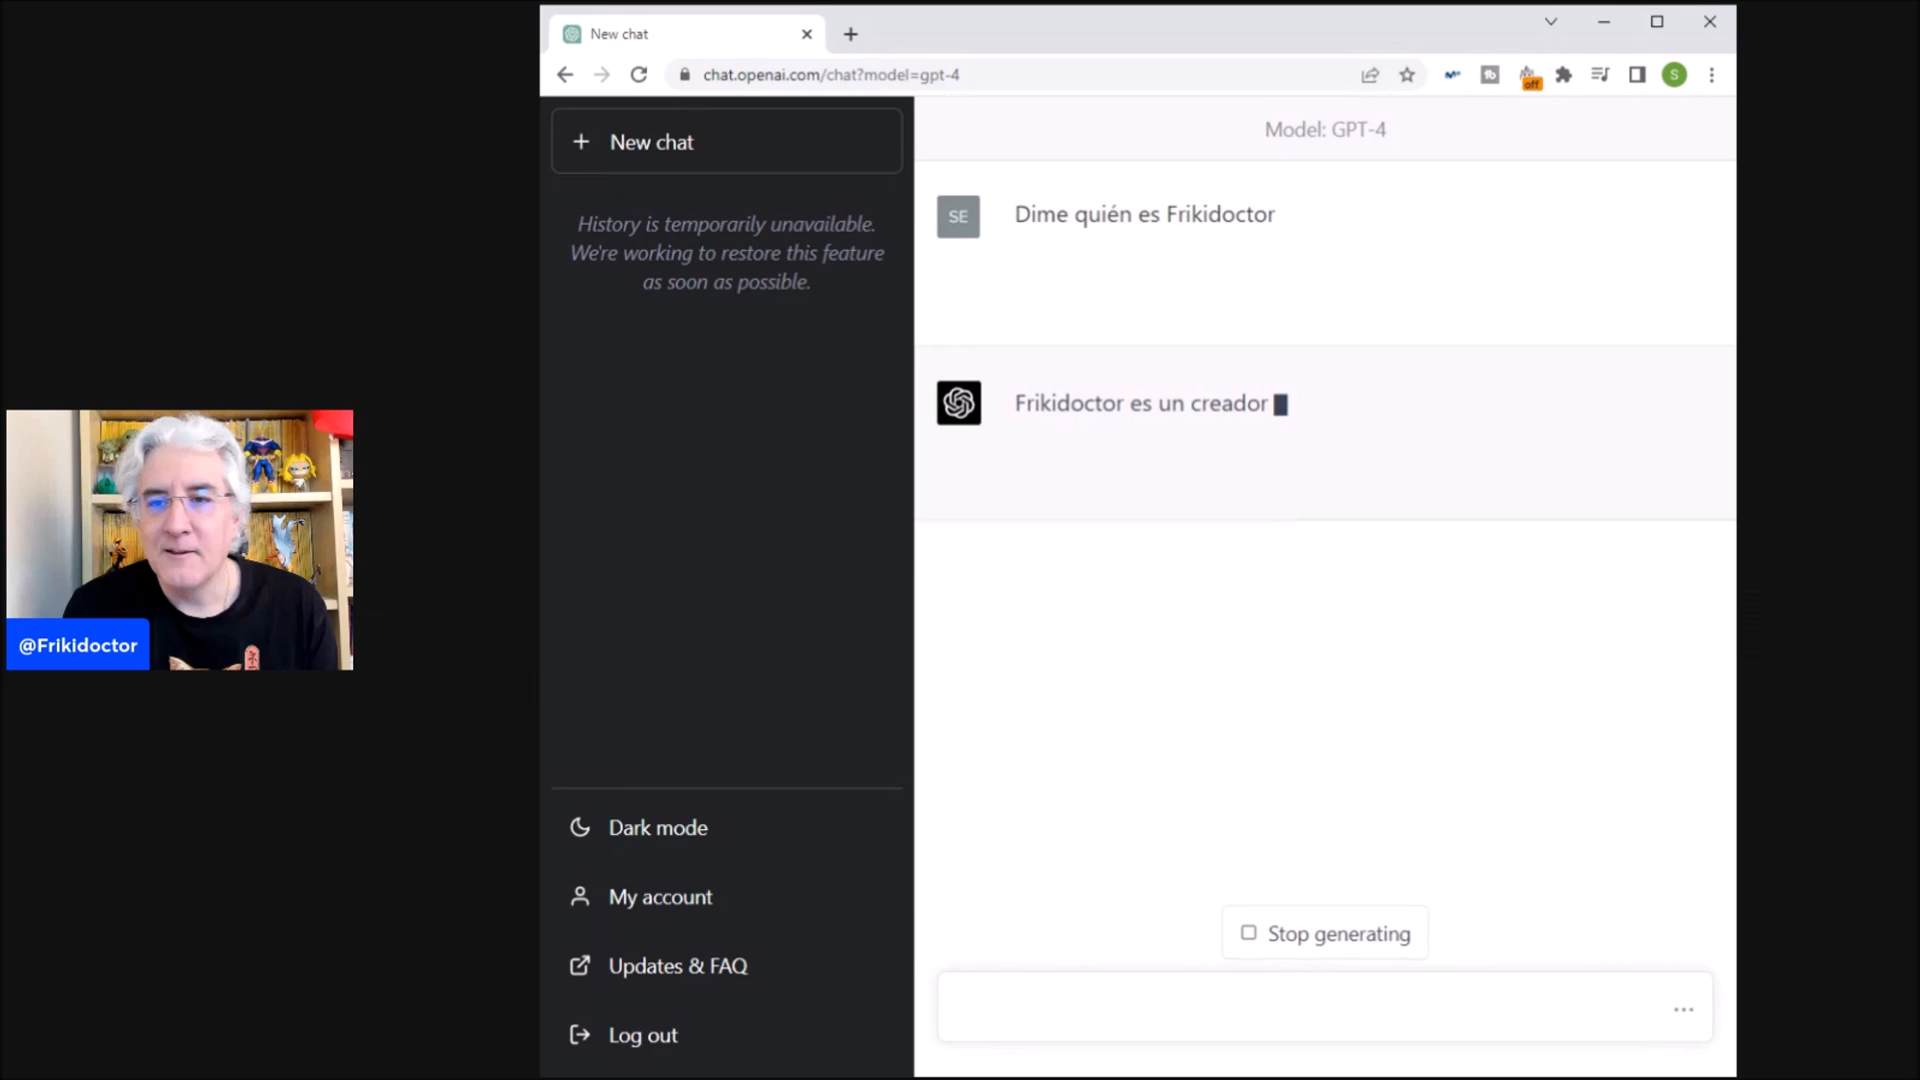 New chat
chat.openai.com/chat?model=gpt-4
off
S
New chat
History is temporarily unavailable.
We're working to restore this feature
as soon as possible.
Dark mode
My account
Updates & FAQ
Log out
Model: GPT-4
SE
Dime quién es Frikidoctor
Frikidoctor es un creador
Stop generating
@Frikidoctor